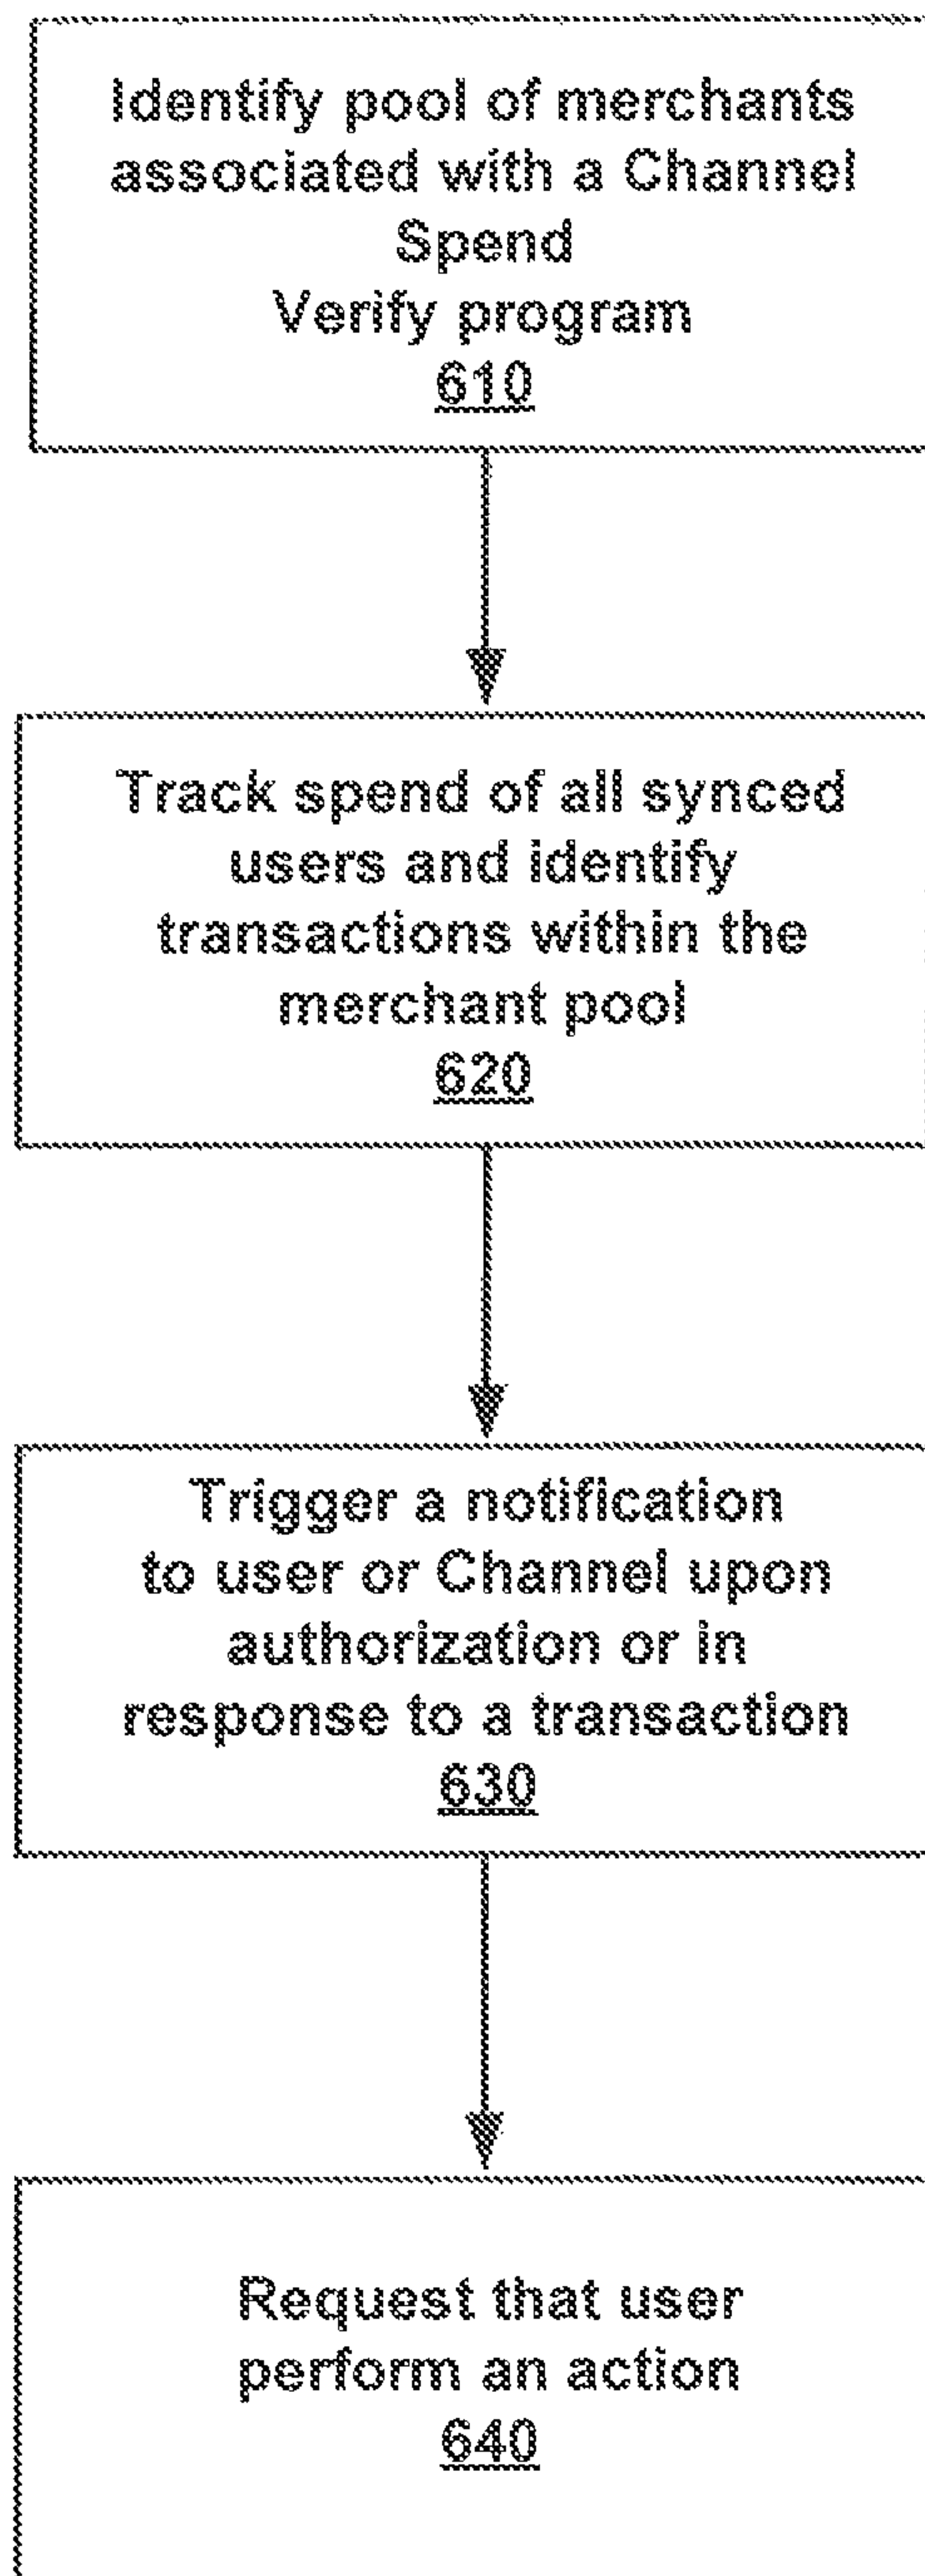 Identify pool of merchants
associated with a Channel
Spend
Verify program
610
Track spend of all synced
users and identify
transactions within the
merchant pool
620
Trigger a notification
to user or Channel upon
authorization or in
response to a transaction
630
Request that user
perform an action
640